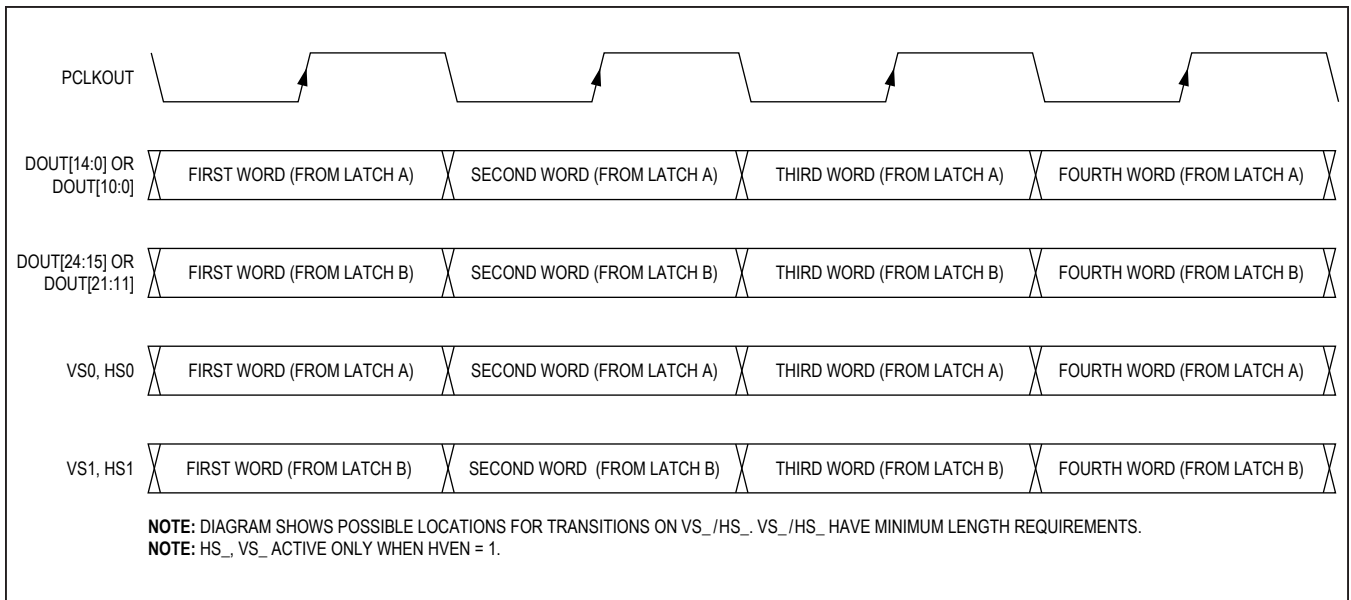 PCLKOUT
DOUT[14:0] OR
DOUT[10:0]
FIRST WORD (FROM LATCH A) SECOND WORD (FROM LATCH A) THIRD WORD (FROM LATCH A) FOURTH WORD (FROM LATCH A)
DOUT[24:15] OR
DOUT[21:11]
FIRST WORD (FROM LATCH B) SECOND WORD (FROM LATCH B) THIRD WORD (FROM LATCH B) FOURTH WORD (FROM LATCH B)
VS0, HS0 FIRST WORD (FROM LATCH A) SECOND WORD (FROM LATCH A) THIRD WORD (FROM LATCH A) FOURTH WORD (FROM LATCH A)
VS1, HS1 FIRST WORD (FROM LATCH B) SECOND WORD (FROM LATCH B) THIRD WORD (FROM LATCH B) FOURTH WORD (FROM LATCH B)
NOTE: DIAGRAM SHOWS POSSIBLE LOCATIONS FOR TRANSITIONS ON VS_/HS_. VS_/HS_ HAVE MINIMUM LENGTH REQUIREMENTS.
NOTE: HS_, VS_ ACTIVE ONLY WHEN HVEN = 1.